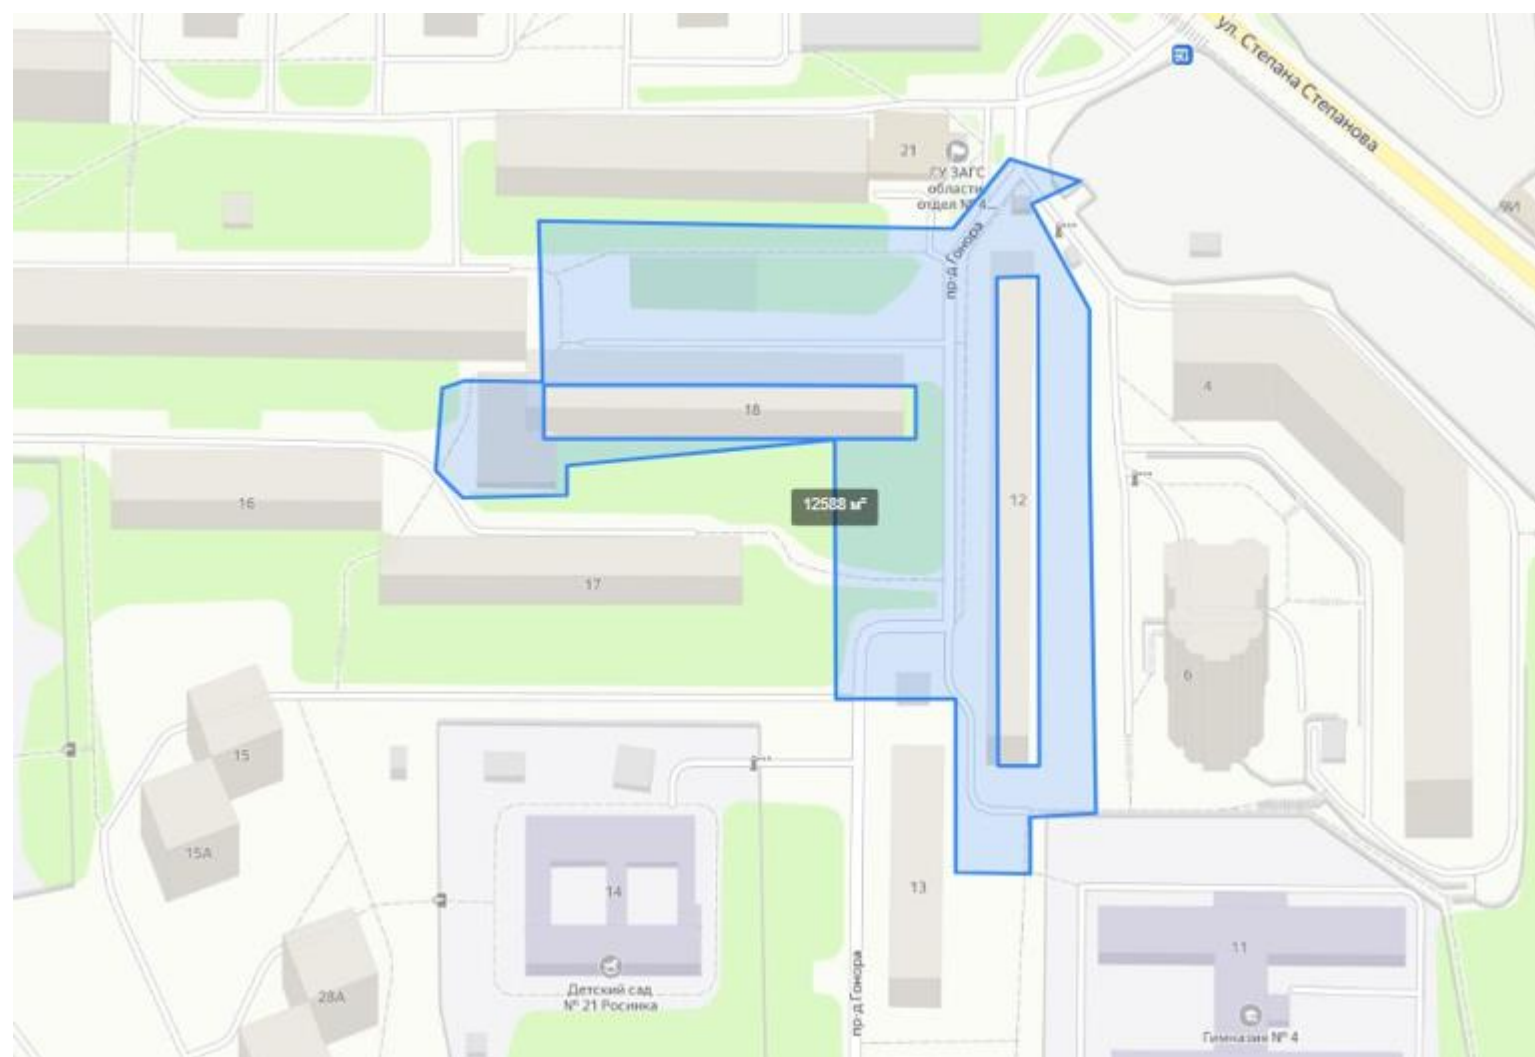 ул. Степана Степанова
21
ГУ ЗАГС
области
отдел № 4...
пр-д Гонора
4
18
16
12
12588 м²
17
6
15
15А
14
13
28А
11
Детский сад
№ 21 Росинка
пр-д Гонора
Гимназия № 4